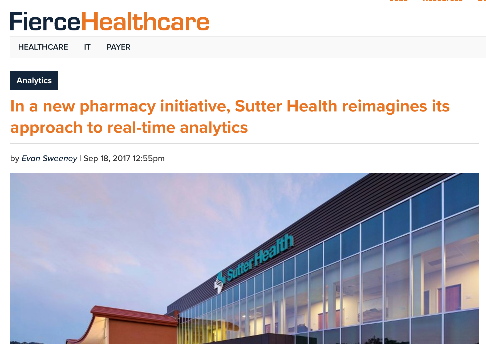 FierceHealthcare
HEALTHCARE IT PAYER
Analytics
In a new pharmacy initiative, Sutter Health reimagines its
approach to real-time analytics
by Evan Sweeney | Sep 18, 2017 12:55pm
Sutter Health